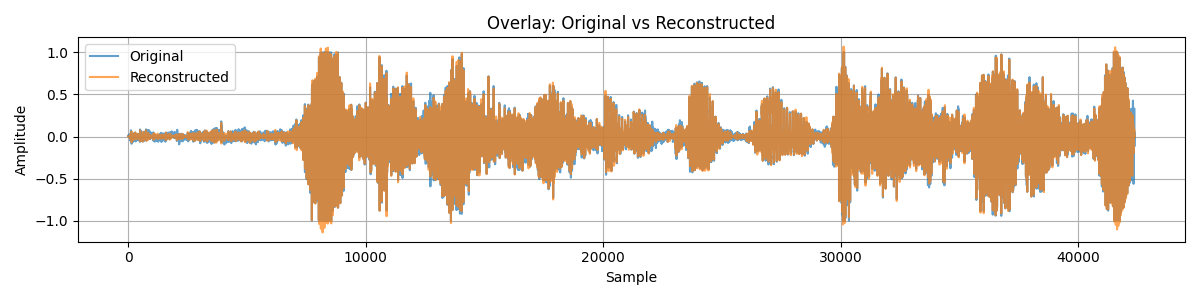 Overlay: Original vs Reconstructed
Original
Reconstructed
Amplitude
1.0
0.5
0.0
−0.5
−1.0
0
10000
20000
30000
40000
Sample